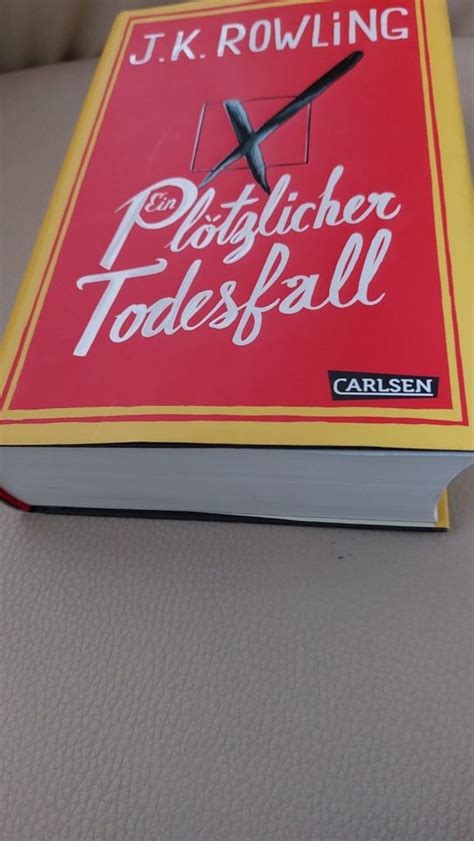 J.K. ROWLING
Ein
Plötzlicher
Todesfall
CARLSEN